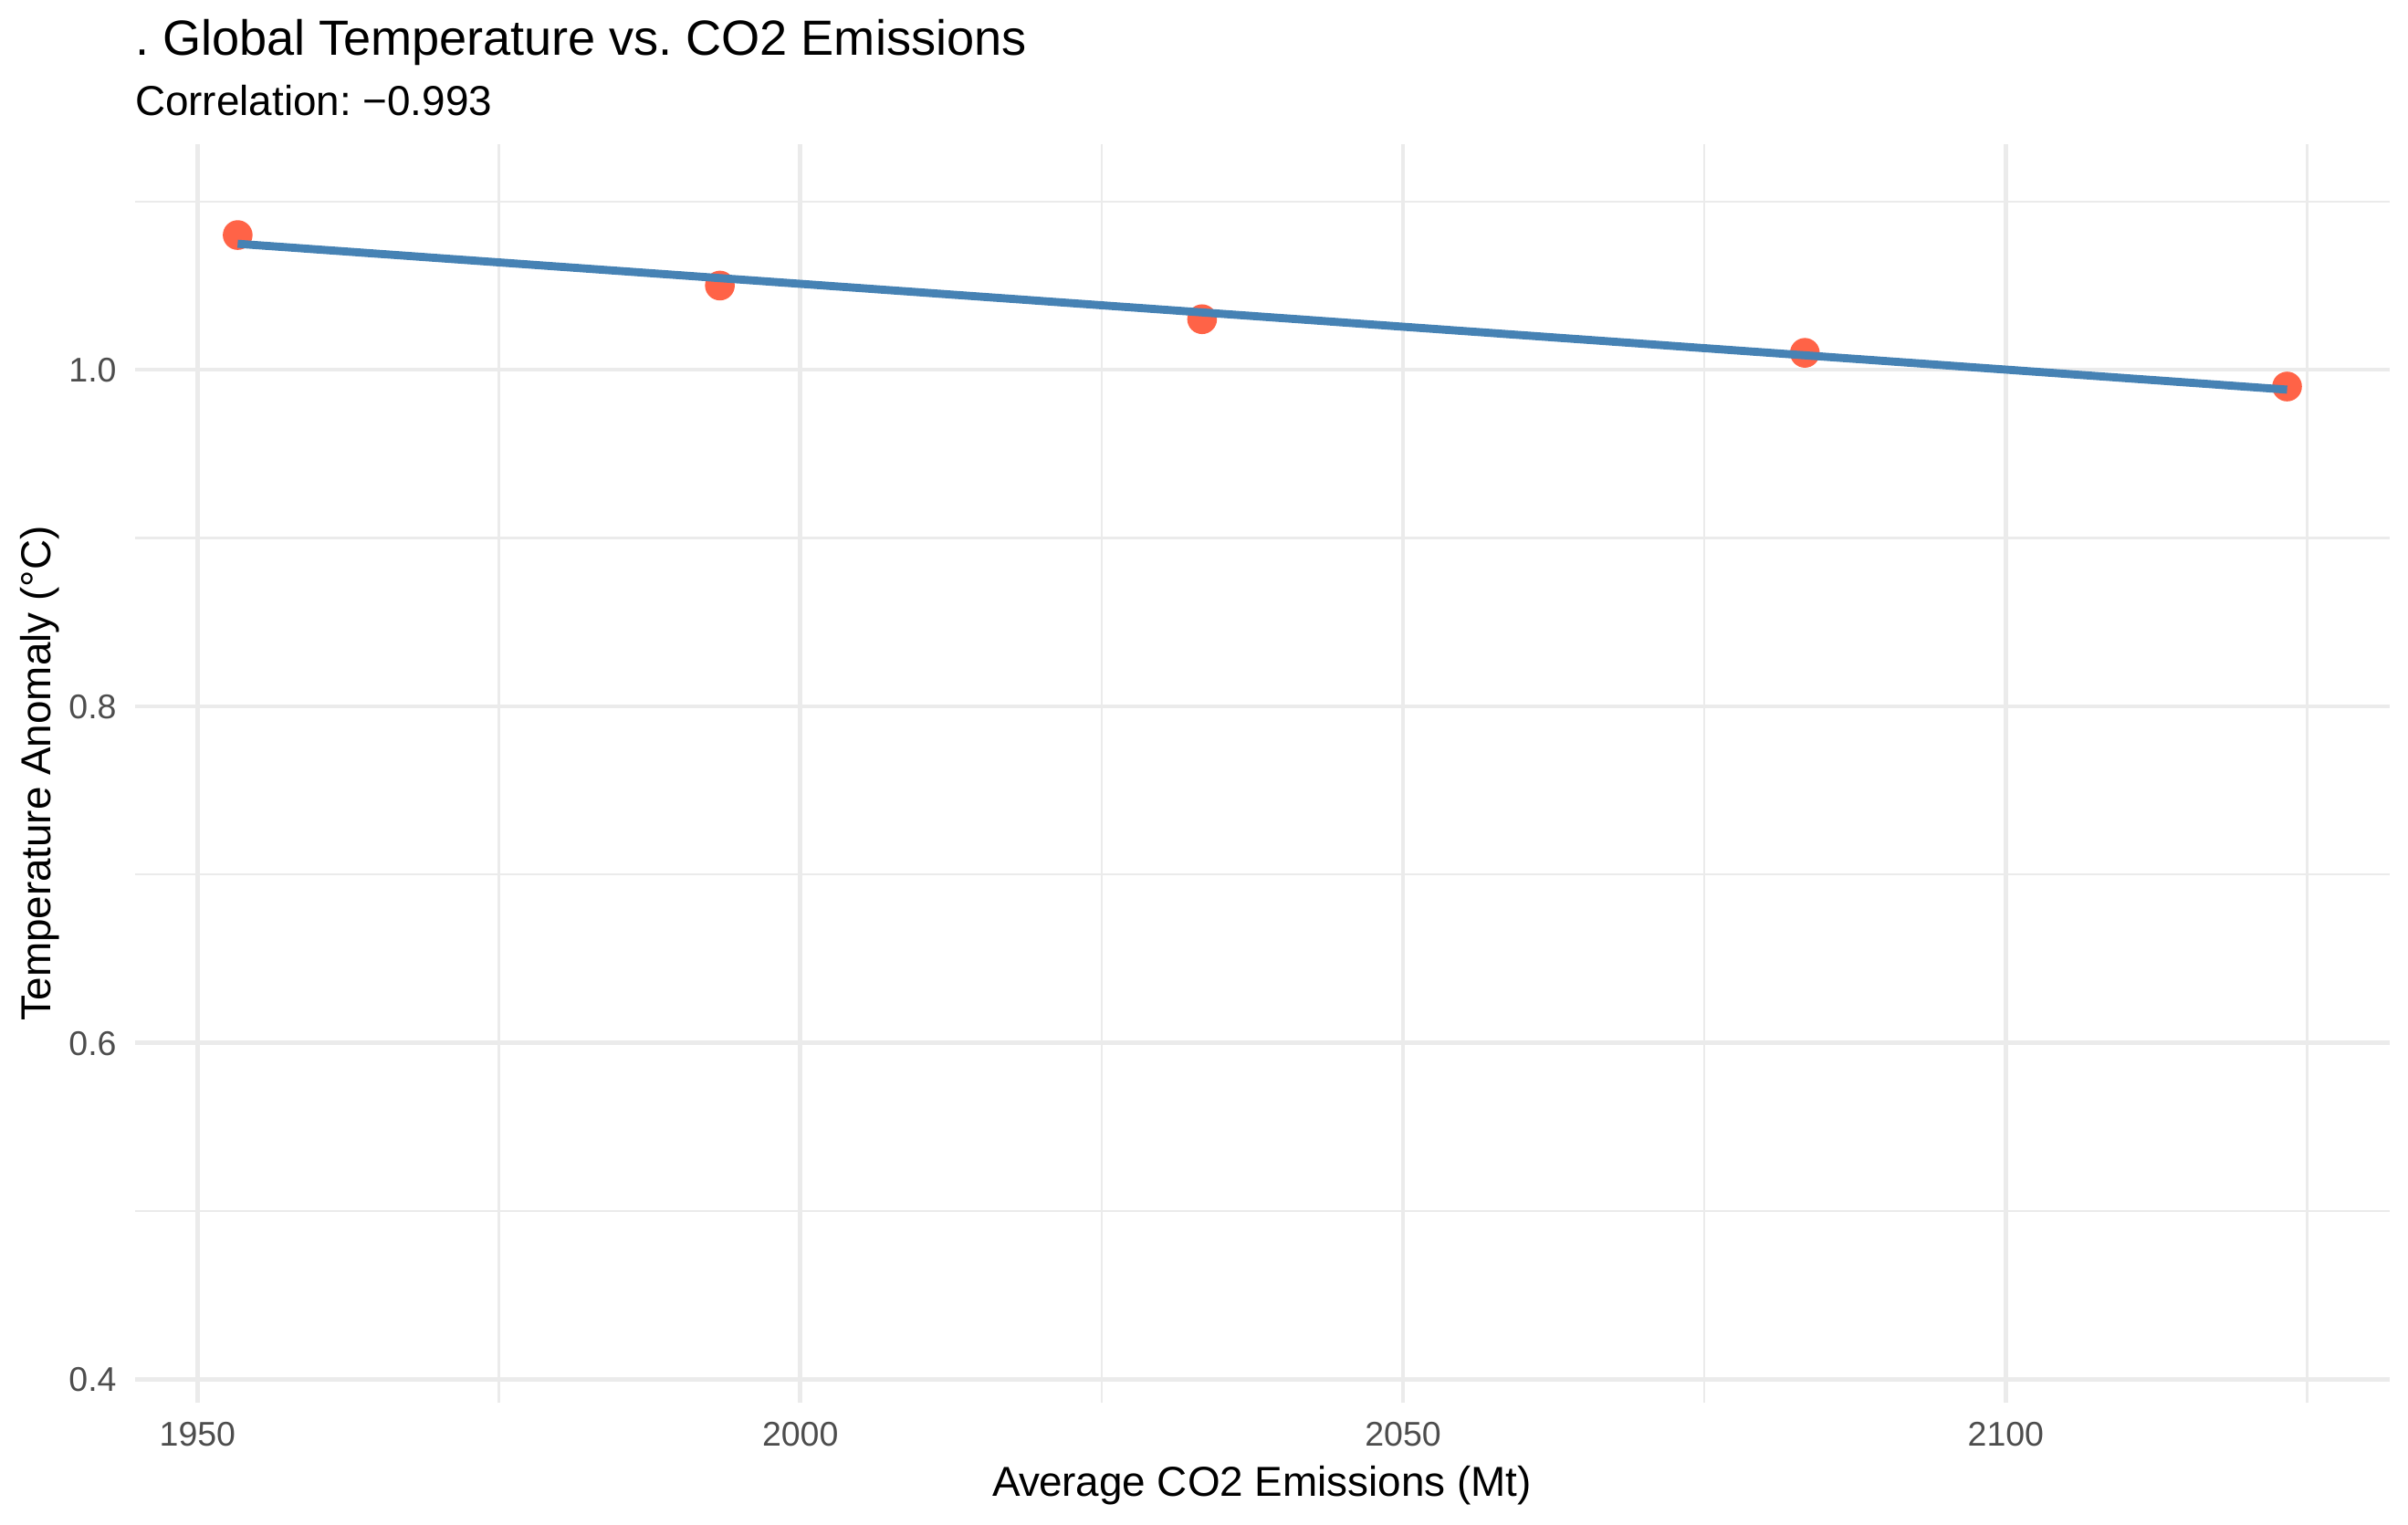 . Global Temperature vs. CO2 Emissions
Correlation: −0.993
Temperature Anomaly (°C)
1.0
0.8
0.6
0.4
1950
2000
2050
2100
Average CO2 Emissions (Mt)